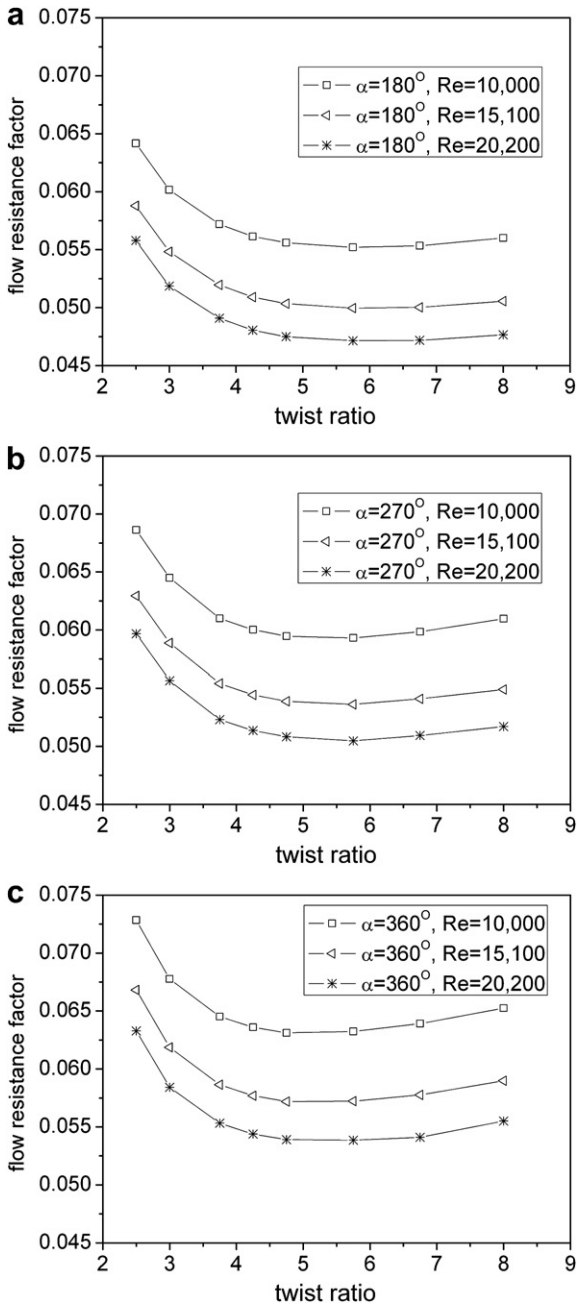 a
0.075
0.070
0.065
0.060
0.055
0.050
0.045
flow resistance factor
α=180°, Re=10,000
α=180°, Re=15,100
α=180°, Re=20,200
2 3 4 5 6 7 8 9
twist ratio
b
0.075
0.070
0.065
0.060
0.055
0.050
0.045
flow resistance factor
α=270°, Re=10,000
α=270°, Re=15,100
α=270°, Re=20,200
2 3 4 5 6 7 8 9
twist ratio
c
0.075
0.070
0.065
0.060
0.055
0.050
0.045
flow resistance factor
α=360°, Re=10,000
α=360°, Re=15,100
α=360°, Re=20,200
2 3 4 5 6 7 8 9
twist ratio